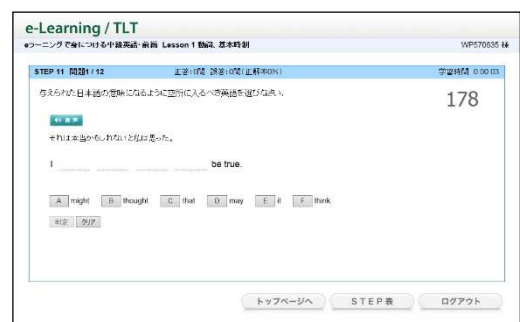 e-Learning / TLT
eラーニングで身につける中級英語-前編 Lesson 1 動詞、基本時制 WP570835 様
STEP 11 問題1 / 12 正答:0問 誤答:0問(正解率0%) 学習時間 0:00:03
与えられた日本語の意味になるように空所に入るべき英語を選びなさい。
178
音声
それは本当かもしれないと私は思った。
I be true.
A might B thought C that D may E it F think
判定 クリア
トップページへ STEP表 ログアウト